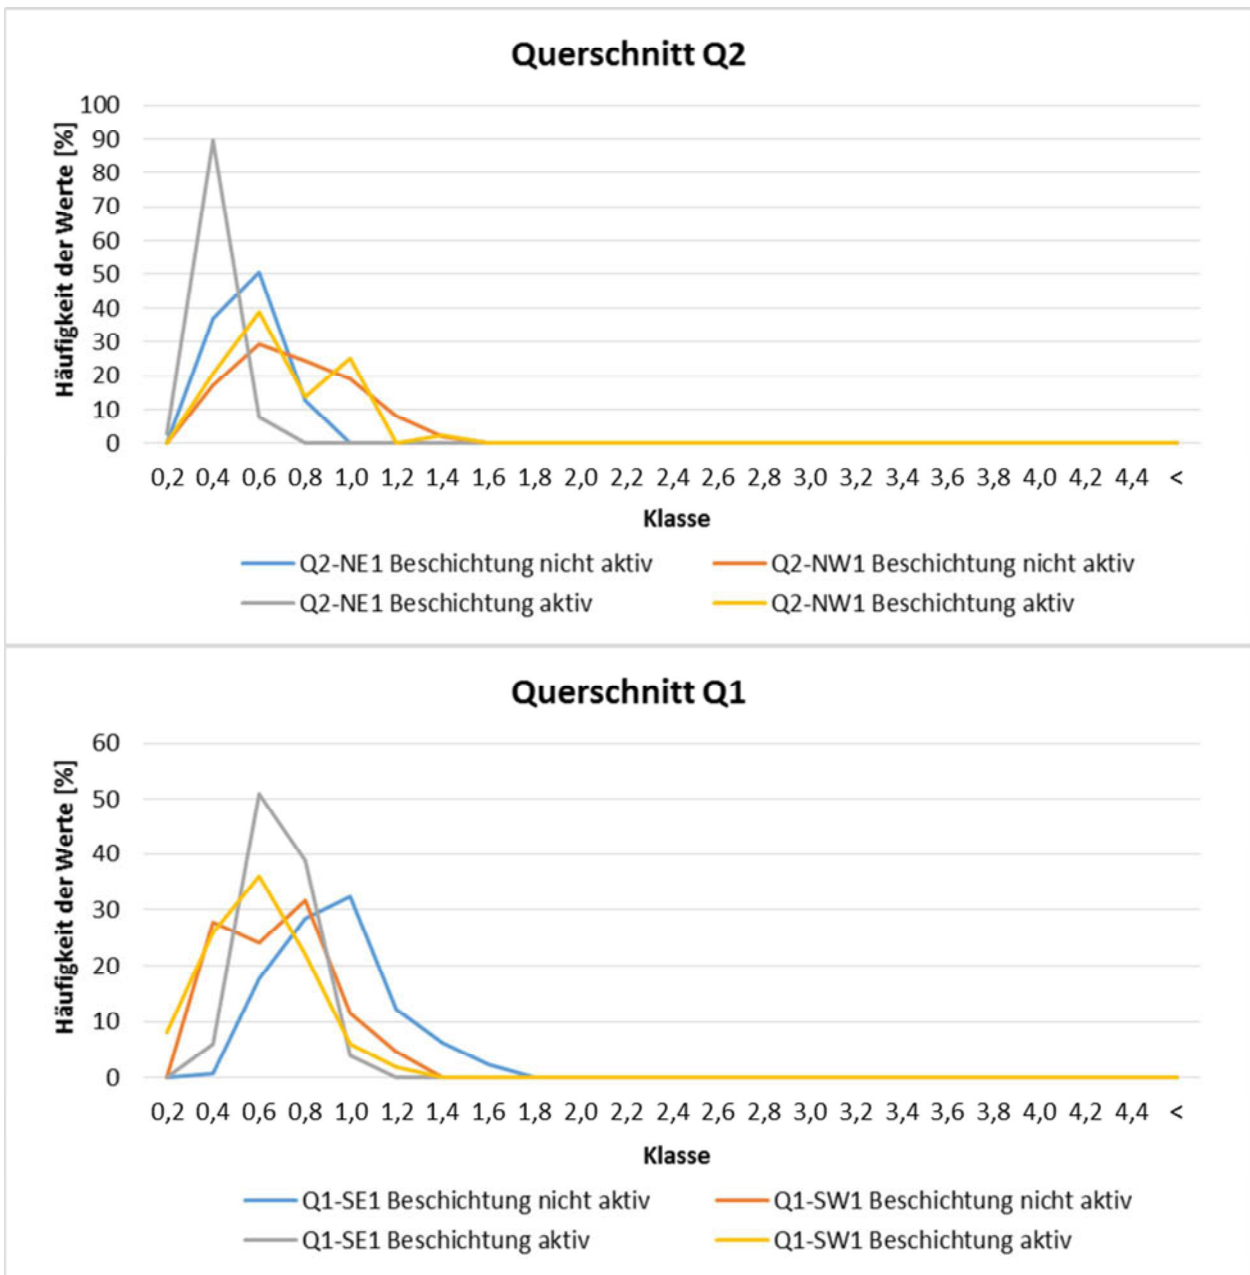 Querschnitt Q2
Häufigkeit der Werte [%]
100
90
80
70
60
50
40
30
20
10
0
0,2 0,4 0,6 0,8 1,0 1,2 1,4 1,6 1,8 2,0 2,2 2,4 2,6 2,8 3,0 3,2 3,4 3,6 3,8 4,0 4,2 4,4 <
Klasse
Q2-NE1 Beschichtung nicht aktiv Q2-NW1 Beschichtung nicht aktiv
Q2-NE1 Beschichtung aktiv Q2-NW1 Beschichtung aktiv
Querschnitt Q1
Häufigkeit der Werte [%]
60
50
40
30
20
10
0
0,2 0,4 0,6 0,8 1,0 1,2 1,4 1,6 1,8 2,0 2,2 2,4 2,6 2,8 3,0 3,2 3,4 3,6 3,8 4,0 4,2 4,4 <
Klasse
Q1-SE1 Beschichtung nicht aktiv Q1-SW1 Beschichtung nicht aktiv
Q1-SE1 Beschichtung aktiv Q1-SW1 Beschichtung aktiv